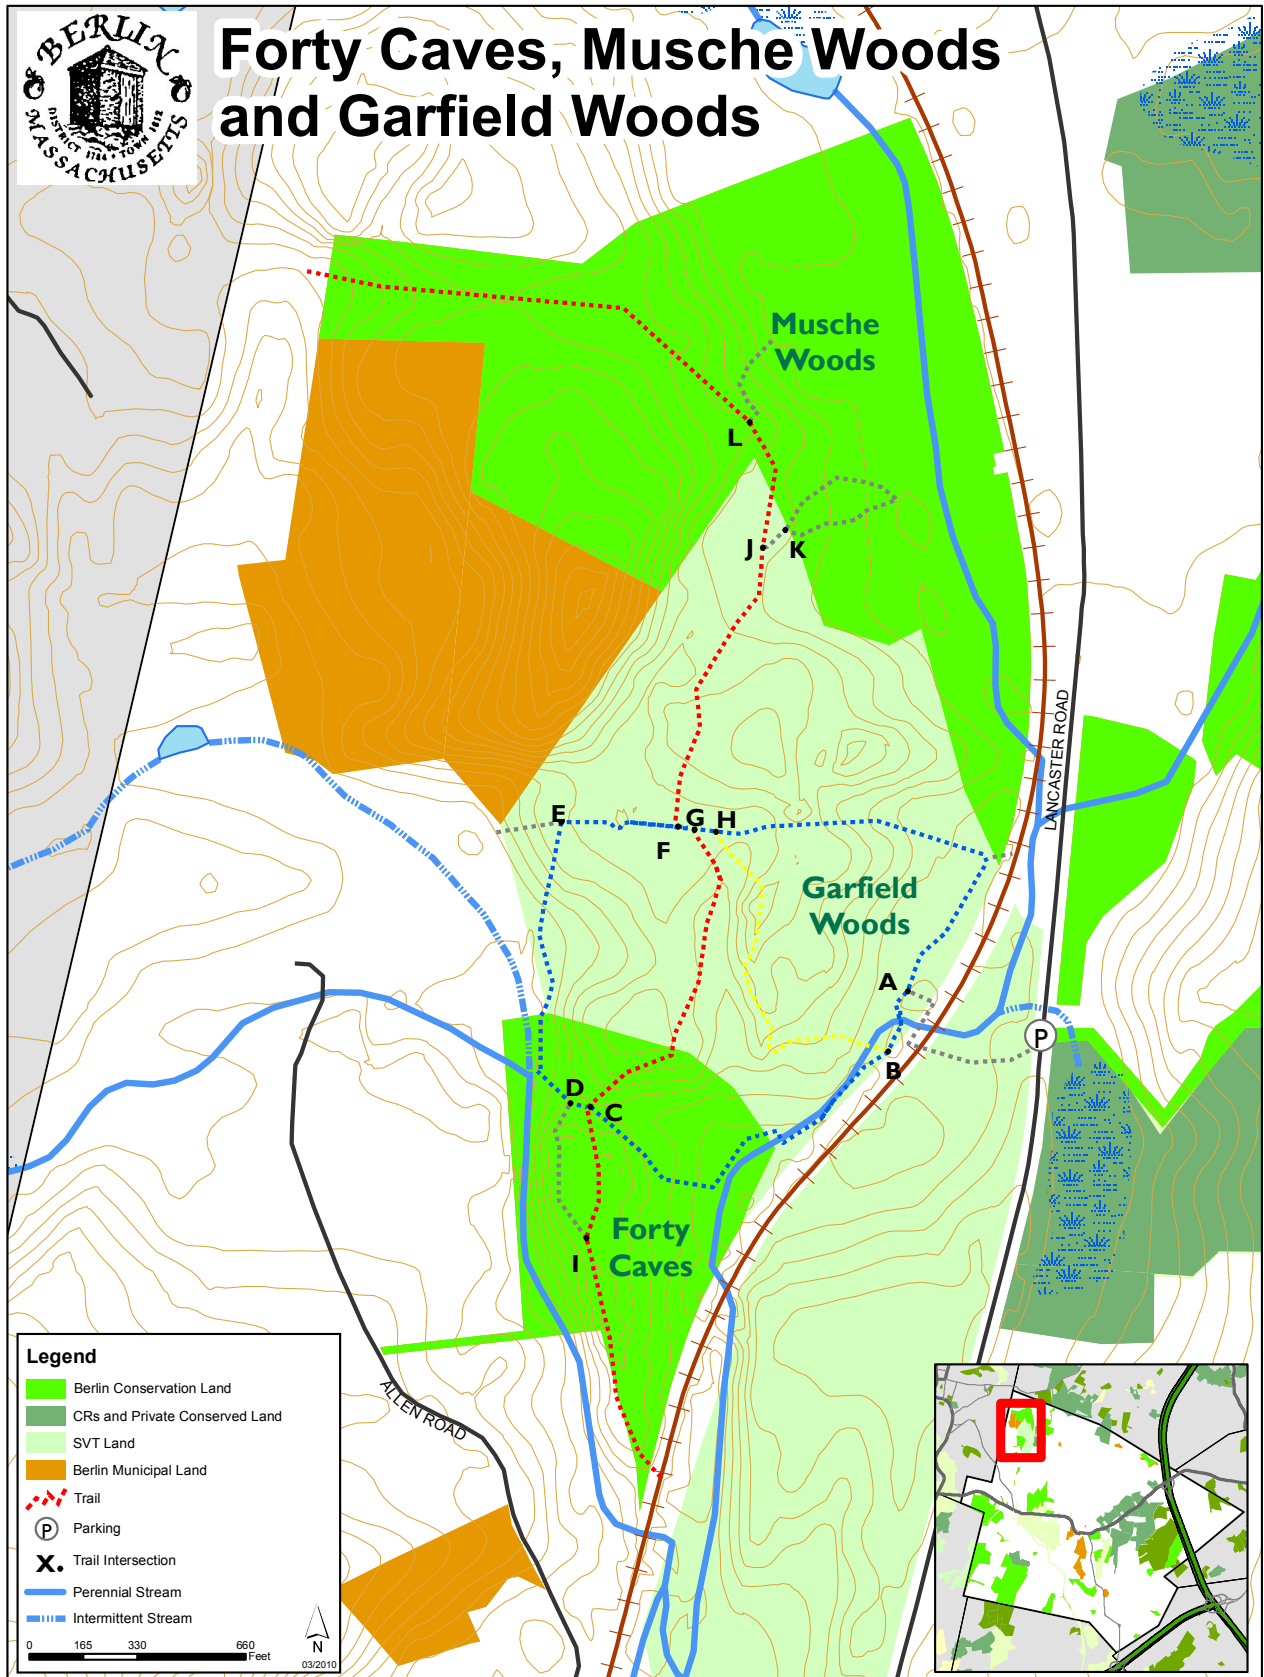 BERLIN
MASSACHUSETTS
DISTRICT 1784 • TOWN 1812
Forty Caves, Musche Woods
and Garfield Woods
Musche
Woods
L
J
K
LANCASTER ROAD
E
G
H
F
Garfield
Woods
A
P
B
D
C
Forty
Caves
I
ALLEN ROAD
Legend
Berlin Conservation Land
CRs and Private Conserved Land
SVT Land
Berlin Municipal Land
Trail
P
Parking
X.
Trail Intersection
Perennial Stream
Intermittent Stream
0 165 330 660
Feet
N
03/2010